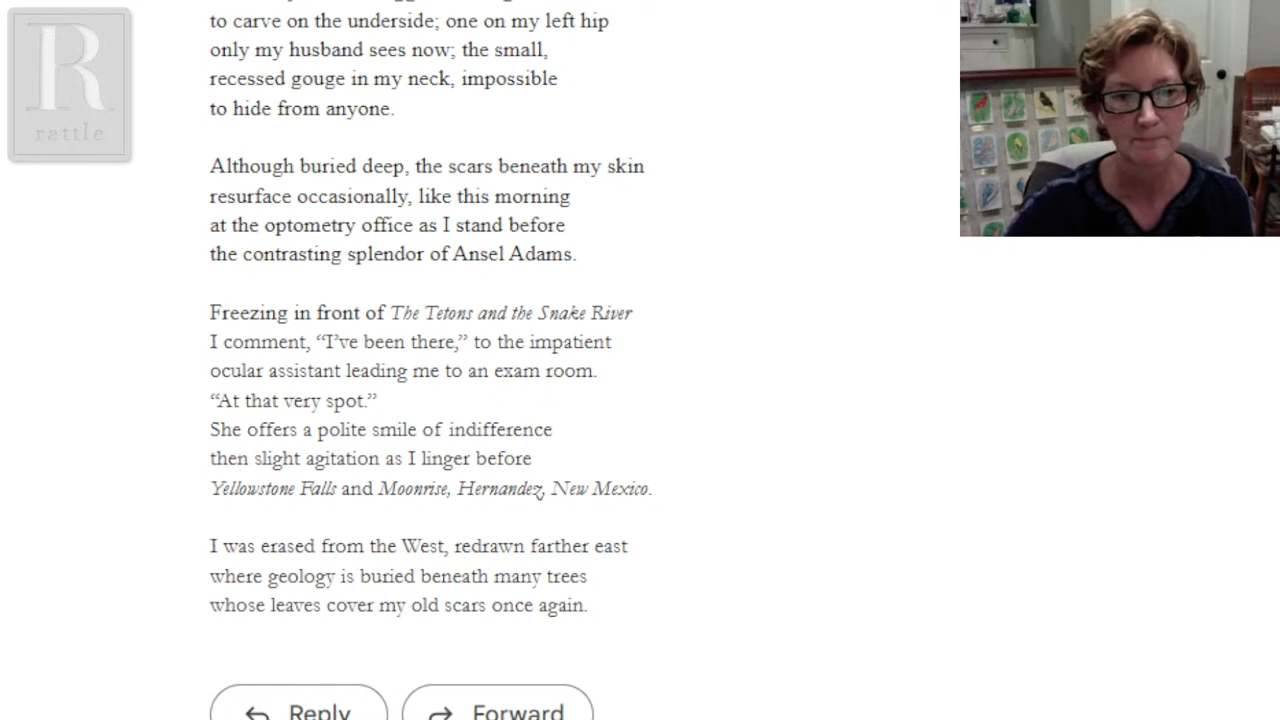 R
rattle
to carve on the underside; one on my left hip
only my husband sees now; the small,
recessed gouge in my neck, impossible
to hide from anyone.
Although buried deep, the scars beneath my skin
resurface occasionally, like this morning
at the optometry office as I stand before
the contrasting splendor of Ansel Adams.
Freezing in front of The Tetons and the Snake River
I comment, “I’ve been there,” to the impatient
ocular assistant leading me to an exam room.
“At that very spot.”
She offers a polite smile of indifference
then slight agitation as I linger before
Yellowstone Falls and Moonrise, Hernandez, New Mexico.
I was erased from the West, redrawn farther east
where geology is buried beneath many trees
whose leaves cover my old scars once again.
Reply
Forward